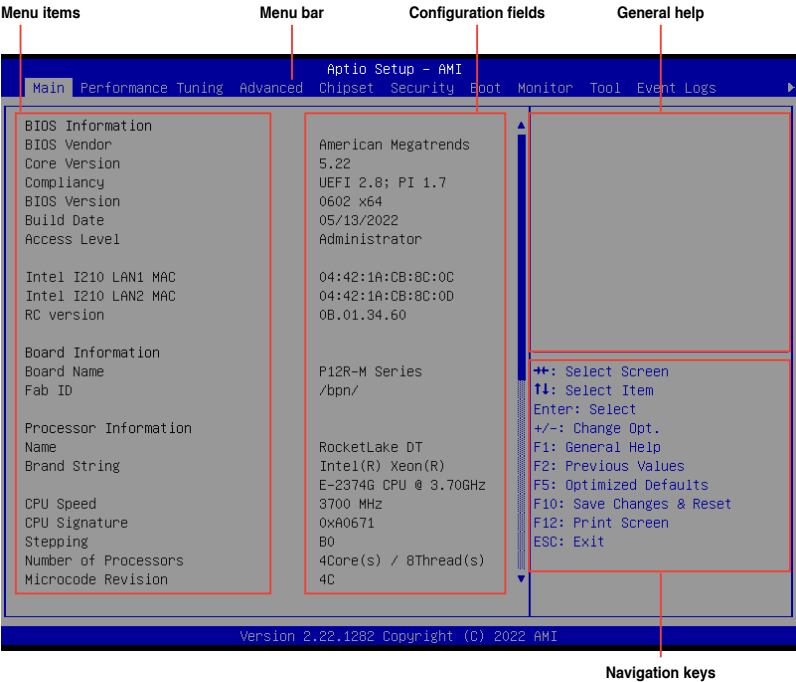 Menu items Menu bar Configuration fields General help
Aptio Setup – AMI
Main Performance Tuning Advanced Chipset Security Boot Monitor Tool Event Logs
BIOS Information
BIOS Vendor American Megatrends
Core Version 5.22
Compliancy UEFI 2.8; PI 1.7
BIOS Version 0602 x64
Build Date 05/13/2022
Access Level Administrator
Intel I210 LAN1 MAC 04:42:1A:CB:8C:0C
Intel I210 LAN2 MAC 04:42:1A:CB:8C:0D
RC version 0B.01.34.60
Board Information
Board Name P12R-M Series
Fab ID /bpn/
Processor Information
Name RocketLake DT
Brand String Intel(R) Xeon(R)
E-2374G CPU @ 3.70GHz
CPU Speed 3700 MHz
CPU Signature 0xA0671
Stepping B0
Number of Processors 4Core(s) / 8Thread(s)
Microcode Revision 4C
→←: Select Screen
↑↓: Select Item
Enter: Select
+/-: Change Opt.
F1: General Help
F2: Previous Values
F5: Optimized Defaults
F10: Save Changes & Reset
F12: Print Screen
ESC: Exit
Version 2.22.1282 Copyright (C) 2022 AMI
Navigation keys